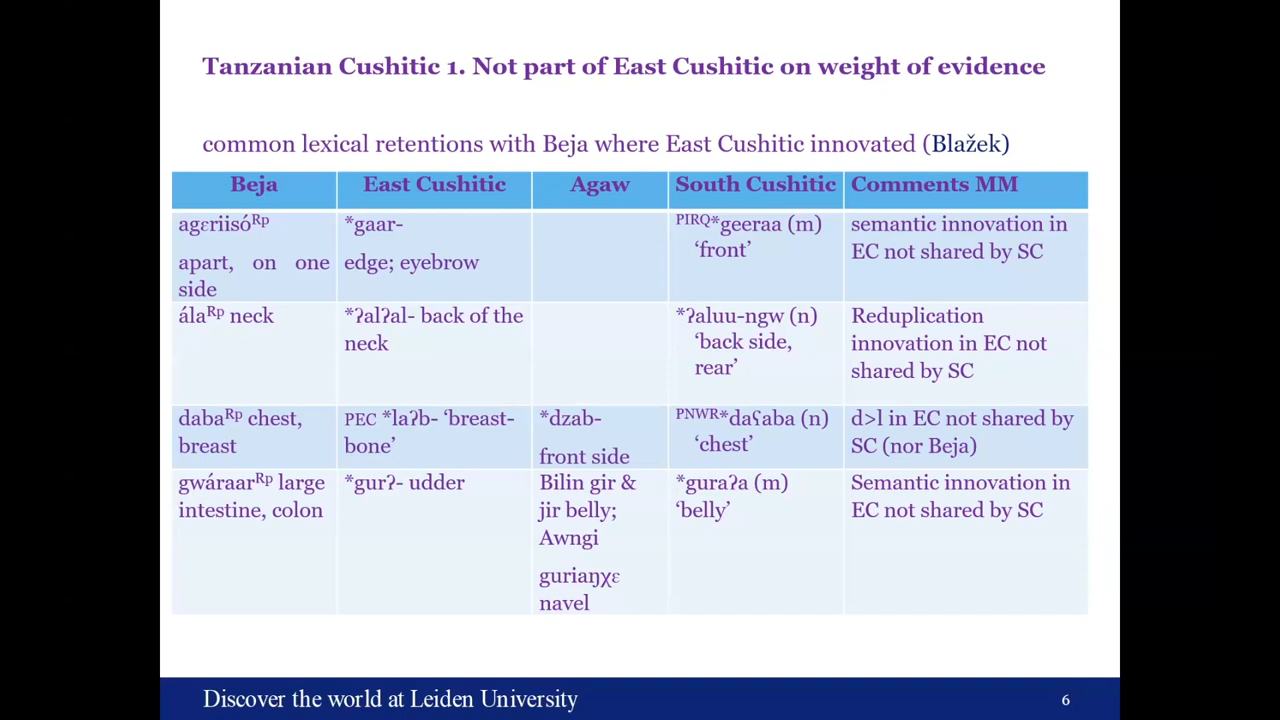 Tanzanian Cushitic 1. Not part of East Cushitic on weight of evidence
common lexical retentions with Beja where East Cushitic innovated (Blažek)
Beja
East Cushitic
Agaw
South Cushitic
Comments MM
agɛriisóRp
apart, on one
side
*gaar-
edge; eyebrow
PIRQ*geeraa (m)
‘front’
semantic innovation in
EC not shared by SC
álaRp neck
*ʔalʔal- back of the
neck
*ʔaluu-ngw (n)
‘back side,
rear’
Reduplication
innovation in EC not
shared by SC
dabaRp chest,
breast
PEC *laʔb- ‘breast-
bone’
*dzab-
front side
PNWR*daʕaba (n)
‘chest’
d>l in EC not shared by
SC (nor Beja)
gwáraarRp large
intestine, colon
*gurʔ- udder
Bilin gir &
jir belly;
Awngi
guriaŋχɛ
navel
*guraʔa (m)
‘belly’
Semantic innovation in
EC not shared by SC
Discover the world at Leiden University
6